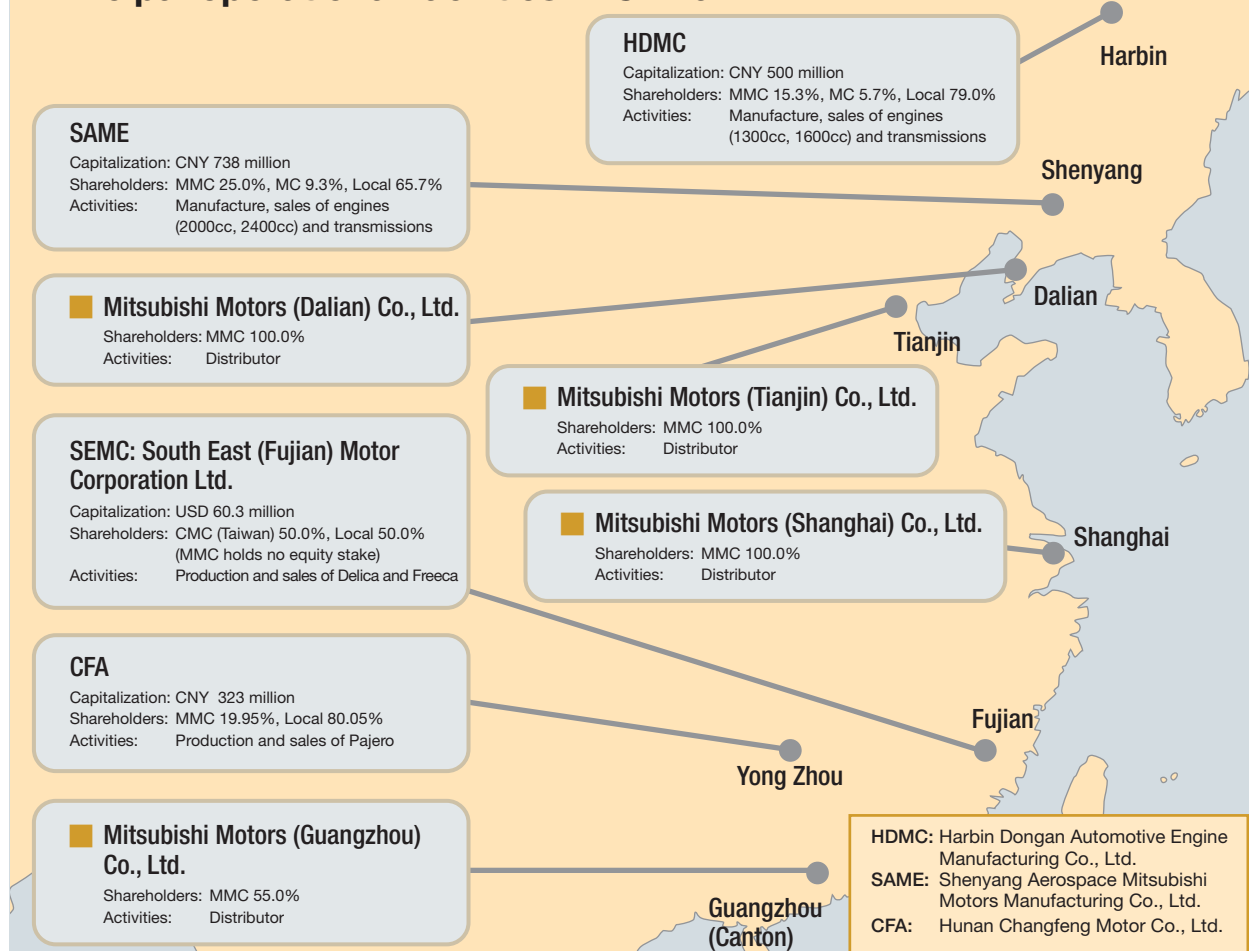 HDMC
Capitalization: CNY 500 million
Shareholders: MMC 15.3%, MC 5.7%, Local 79.0%
Activities: Manufacture, sales of engines
(1300cc, 1600cc) and transmissions
Harbin
SAME
Capitalization: CNY 738 million
Shareholders: MMC 25.0%, MC 9.3%, Local 65.7%
Activities: Manufacture, sales of engines
(2000cc, 2400cc) and transmissions
Shenyang
Mitsubishi Motors (Dalian) Co., Ltd.
Shareholders: MMC 100.0%
Activities: Distributor
Dalian
Tianjin
Mitsubishi Motors (Tianjin) Co., Ltd.
Shareholders: MMC 100.0%
Activities: Distributor
SEMC: South East (Fujian) Motor
Corporation Ltd.
Capitalization: USD 60.3 million
Shareholders: CMC (Taiwan) 50.0%, Local 50.0%
(MMC holds no equity stake)
Activities: Production and sales of Delica and Freeca
Mitsubishi Motors (Shanghai) Co., Ltd.
Shareholders: MMC 100.0%
Activities: Distributor
Shanghai
CFA
Capitalization: CNY 323 million
Shareholders: MMC 19.95%, Local 80.05%
Activities: Production and sales of Pajero
Fujian
Yong Zhou
Mitsubishi Motors (Guangzhou)
Co., Ltd.
Shareholders: MMC 55.0%
Activities: Distributor
Guangzhou
(Canton)
HDMC: Harbin Dongan Automotive Engine
Manufacturing Co., Ltd.
SAME: Shenyang Aerospace Mitsubishi
Motors Manufacturing Co., Ltd.
CFA: Hunan Changfeng Motor Co., Ltd.